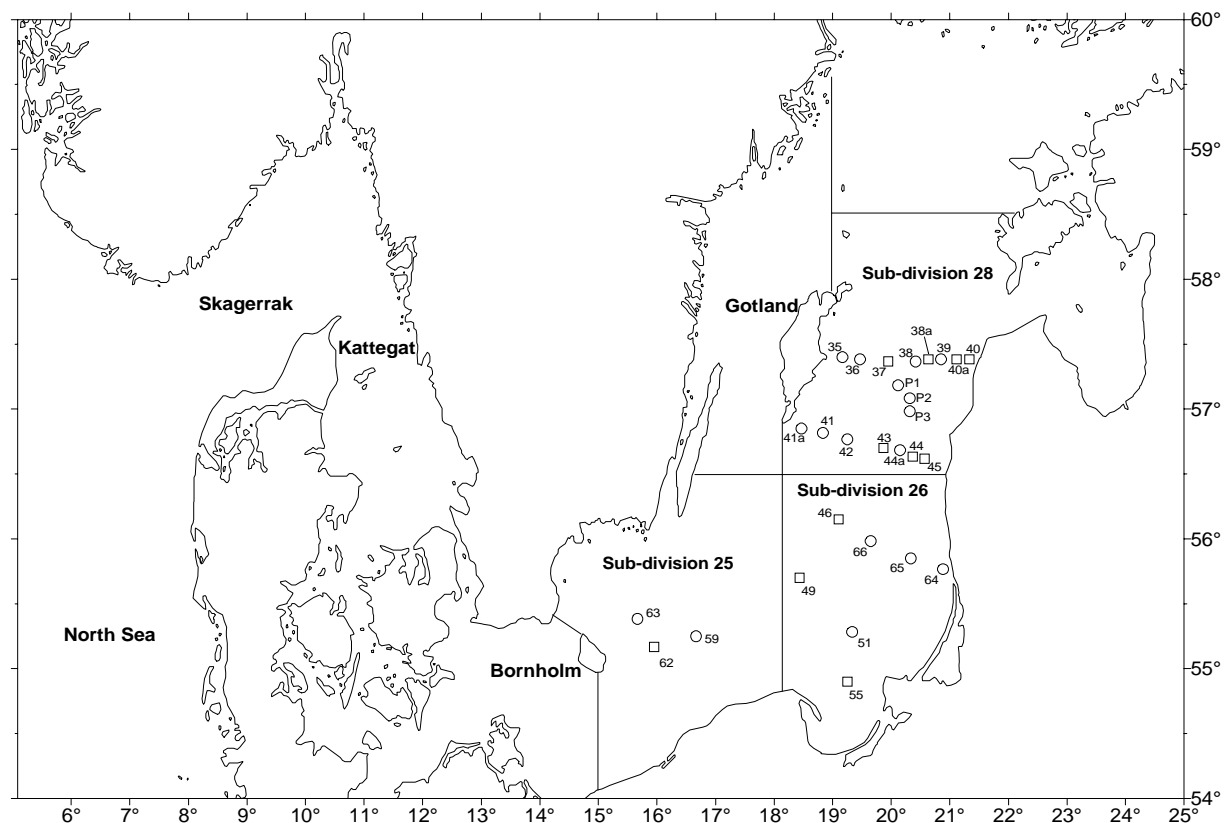 60°
59°
Sub-division 28
58°
Skagerrak
Gotland
38a
Kattegat
35
36
37
38
39
40
40a
P1
P2
P3
57°
41a
41
42
43
44
44a
45
Sub-division 26
46
56°
66
Sub-division 25
65
64
49
63
59
51
North Sea
62
Bornholm
55°
55
54°
6° 7° 8° 9° 10° 11° 12° 13° 14° 15° 16° 17° 18° 19° 20° 21° 22° 23° 24° 25°